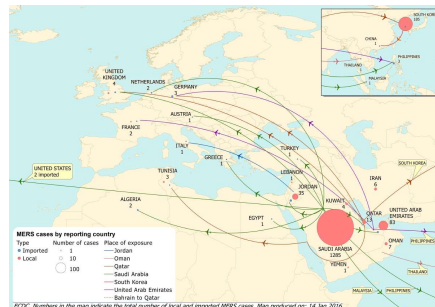 SOUTH KOREA
185
CHINA
1
THAILAND
1
PHILIPPINES
1
MALAYSIA
1
UNITED
KINGDOM
4
NETHERLANDS
2
GERMANY
3
AUSTRIA
1
FRANCE
2
ITALY
1
TURKEY
1
GREECE
1
UNITED STATES
2 imported
TUNISIA
3
LEBANON
1
JORDAN
35
SOUTH KOREA
ALGERIA
2
KUWAIT
4
IRAN
6
EGYPT
1
QATAR
13
UNITED ARAB
EMIRATES
83
SAUDI ARABIA
1285
OMAN
7
PHILIPPINES
YEMEN
1
THAILAND
MALAYSIA
PHILIPPINES
MERS cases by reporting country
Type
Imported
Local
Number of cases
1
10
100
Place of exposure
Jordan
Oman
Qatar
Saudi Arabia
South Korea
United Arab Emirates
Bahrain to Qatar
ECDC. Numbers in the map indicate the total number of local and imported MERS cases. Map produced on: 14 Jan 2016